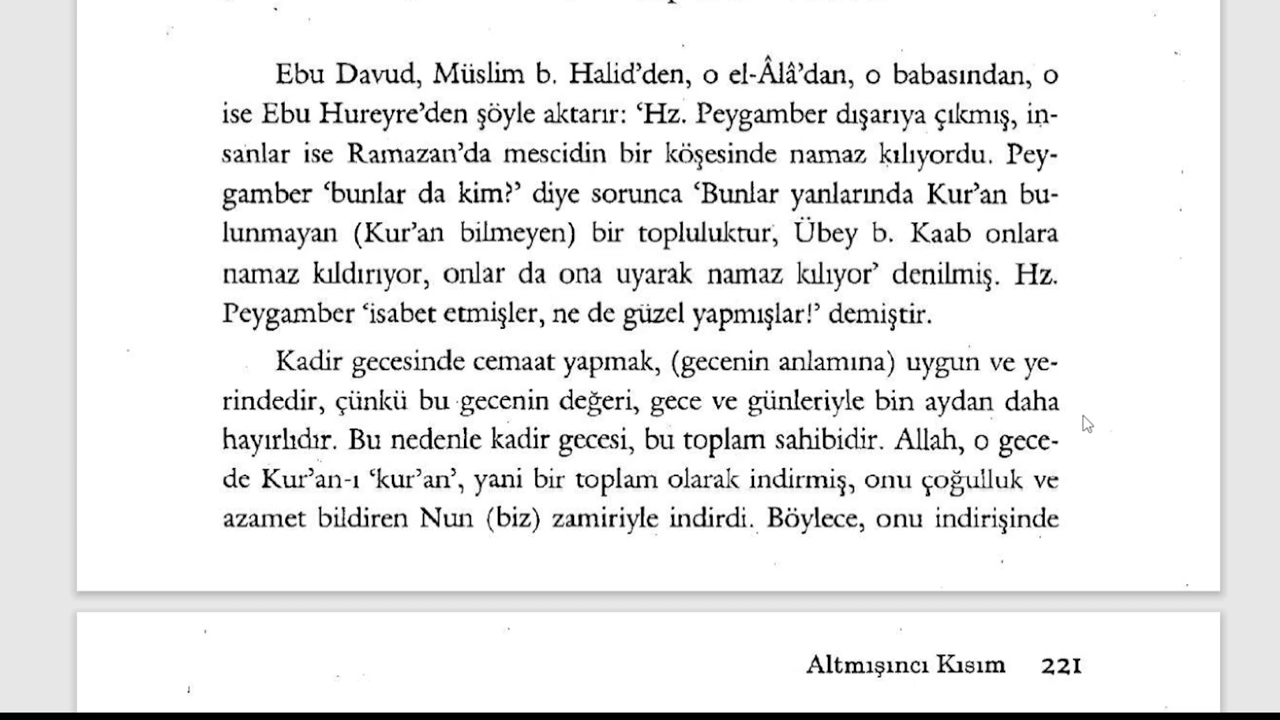 Ebu Davud, Müslim b. Halid’den, o el-Âlâ’dan, o babasından, o
ise Ebu Hureyre’den şöyle aktarır: ‘Hz. Peygamber dışarıya çıkmış, in-
sanlar ise Ramazan’da mescidin bir köşesinde namaz kılıyordu. Pey-
gamber ‘bunlar da kim?’ diye sorunca ‘Bunlar yanlarında Kur’an bu-
lunmayan (Kur’an bilmeyen) bir topluluktur, Übey b. Kaab onlara
namaz kıldırıyor, onlar da ona uyarak namaz kılıyor’ denilmiş. Hz.
Peygamber ‘isabet etmişler, ne de güzel yapmışlar!’ demiştir.
Kadir gecesinde cemaat yapmak, (gecenin anlamına) uygun ve ye-
rindedir, çünkü bu gecenin değeri, gece ve günleriyle bin aydan daha
hayırlıdır. Bu nedenle kadir gecesi, bu toplam sahibidir. Allah, o gece-
de Kur’an-ı ‘kur’an’, yani bir toplam olarak indirmiş, onu çoğulluk ve
azamet bildiren Nun (biz) zamiriyle indirdi. Böylece, onu indirişinde
Altmışıncı Kısım 221